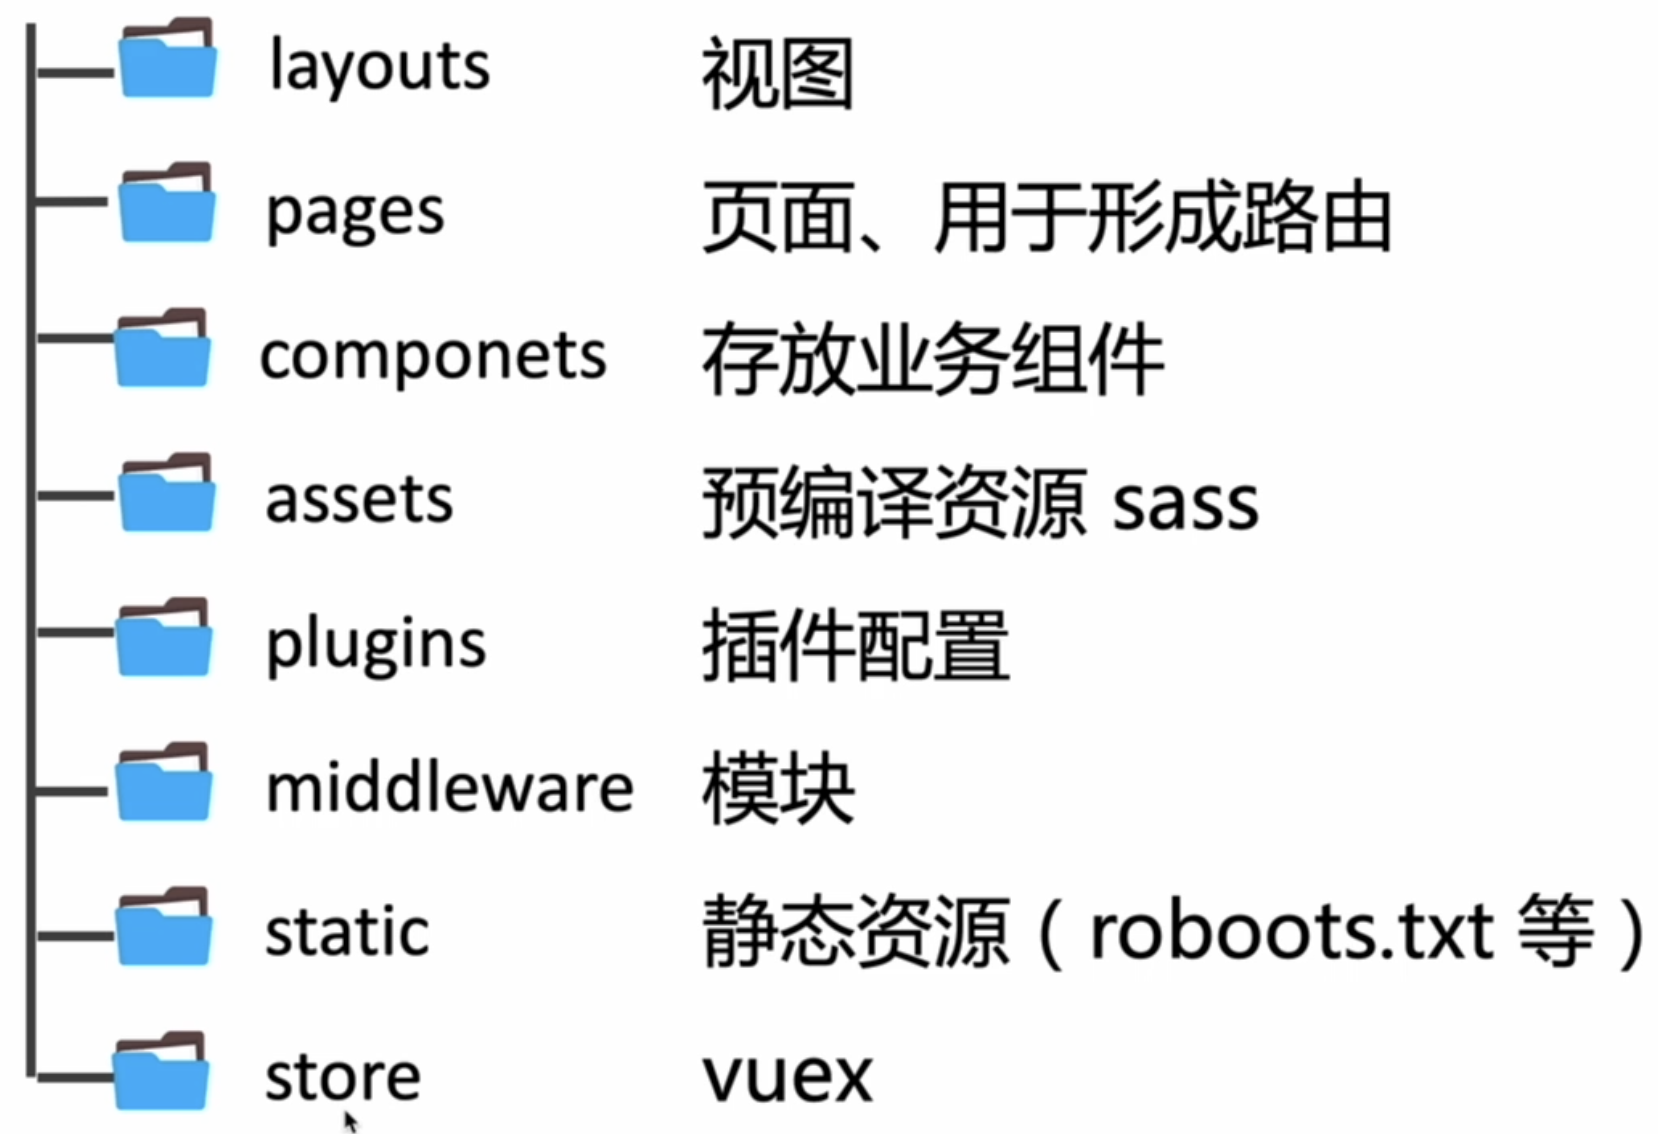 layouts 视图
pages 页面、用于形成路由
componets 存放业务组件
assets 预编译资源 sass
plugins 插件配置
middleware 模块
static 静态资源（roboots.txt 等）
store vuex